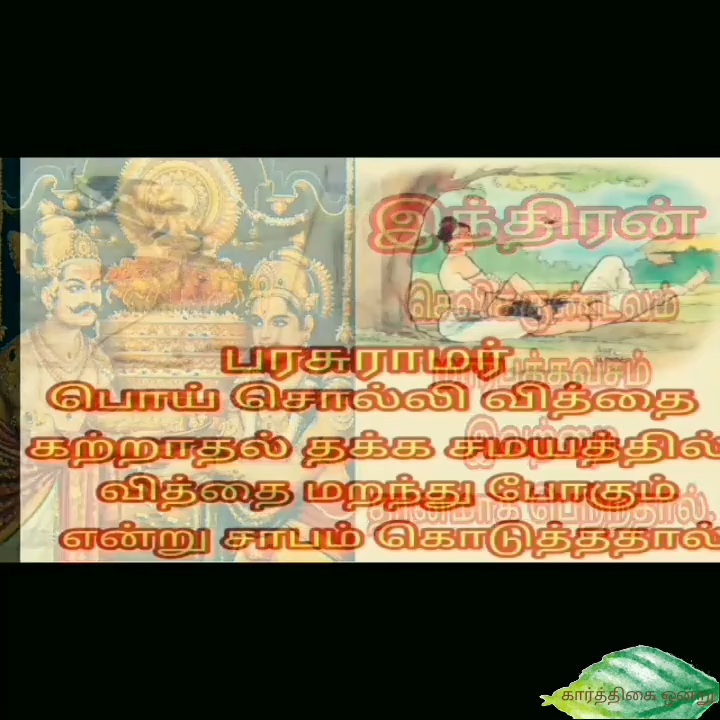 இந்திரன்
பரசுராமர்
பொய் சொல்லி வித்தை
கற்றாதல் தக்க சமயத்தில்
வித்தை மறந்து போகும்
என்று சாபம் கொடுத்ததால்
கார்த்திகை ஒன்று